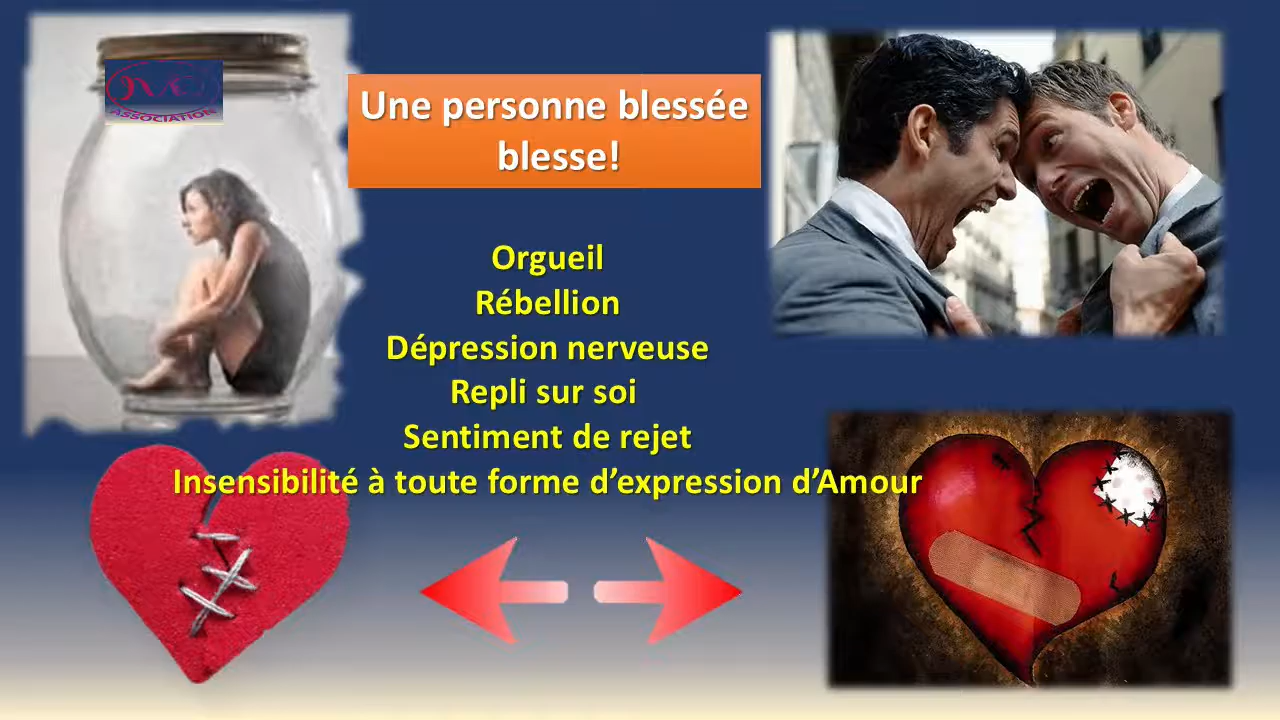 ASSOCIATION
Une personne blessée
blesse!
Orgueil
Rébellion
Dépression nerveuse
Repli sur soi
Sentiment de rejet
Insensibilité à toute forme d’expression d’Amour